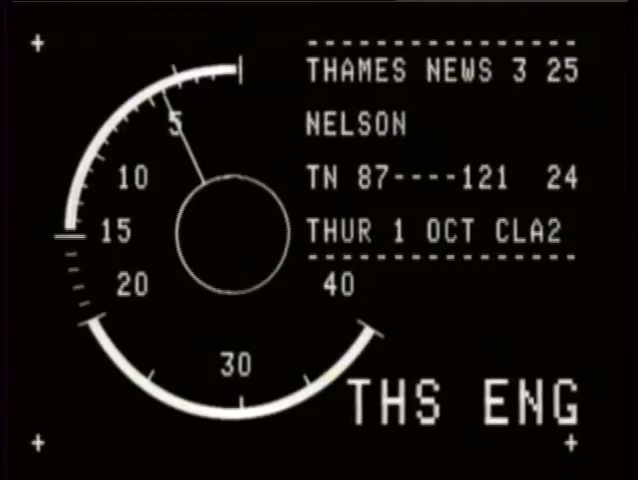 THAMES NEWS 3 25
NELSON
TN 87----121 24
THUR 1 OCT CLA2
5
10
15
20
30
40
THS ENG